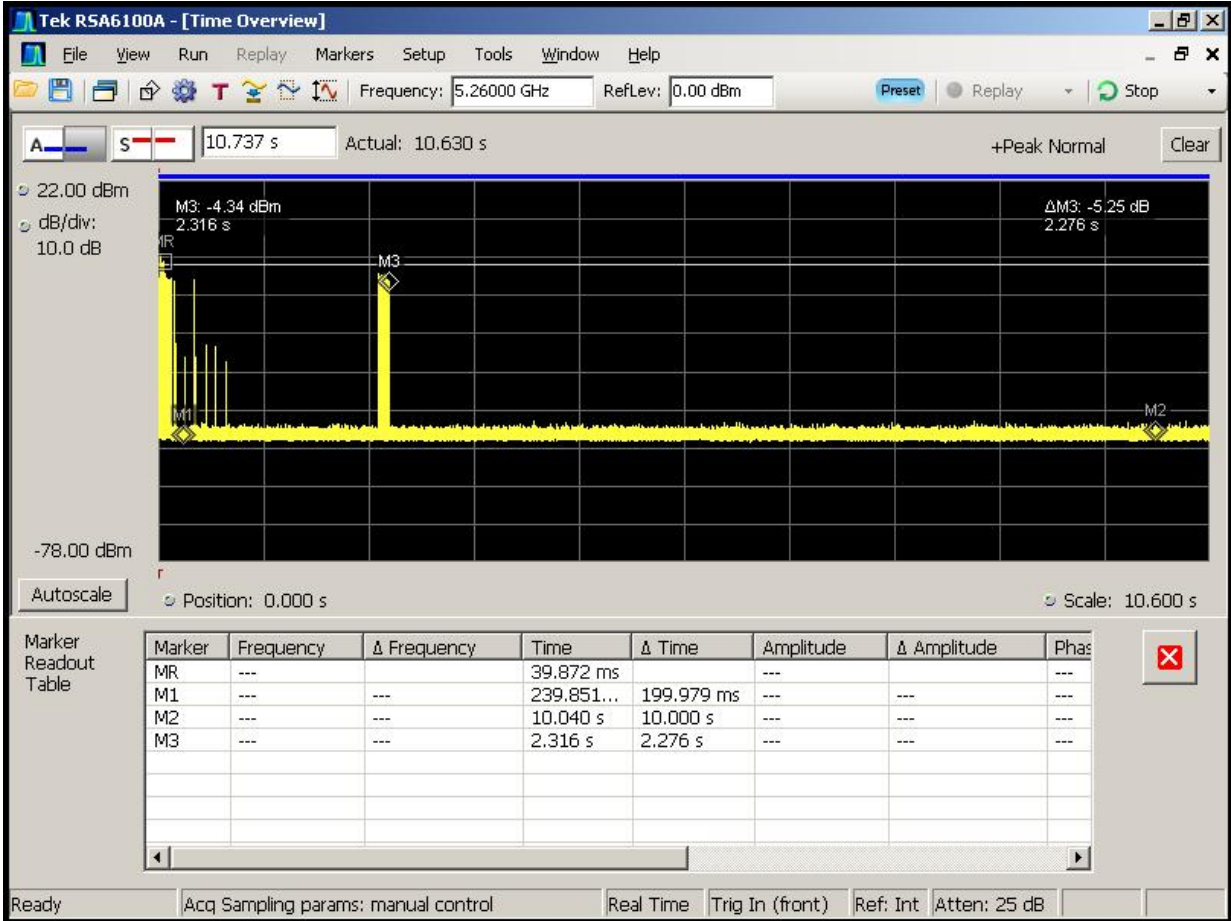 Tek RSA6100A - [Time Overview]
File View Run Replay Markers Setup Tools Window Help
Frequency: 5.26000 GHz RefLev: 0.00 dBm Preset Replay Stop
A S 10.737 s Actual: 10.630 s +Peak Normal Clear
22.00 dBm
dB/div:
10.0 dB
M3: -4.34 dBm
2.316 s
ΔM3: -5.25 dB
2.276 s
MR
M3
M1
M2
-78.00 dBm
Autoscale
Position: 0.000 s
Scale: 10.600 s
Marker
Readout
Table
Marker Frequency Δ Frequency Time Δ Time Amplitude Δ Amplitude Phas
MR --- 39.872 ms --- ---
M1 --- --- 239.851... 199.979 ms --- --- ---
M2 --- --- 10.040 s 10.000 s --- --- ---
M3 --- --- 2.316 s 2.276 s --- --- ---
Ready Acq Sampling params: manual control Real Time Trig In (front) Ref: Int Atten: 25 dB